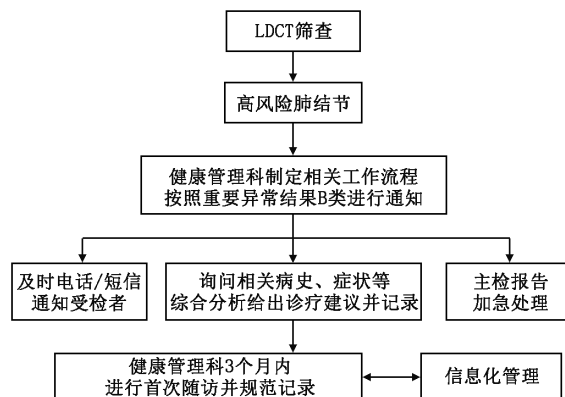 LDCT筛查
高风险肺结节
健康管理科制定相关工作流程
按照重要异常结果B类进行通知
及时电话/短信
通知受检者
询问相关病史、症状等
综合分析给出诊疗建议并记录
主检报告
加急处理
健康管理科3个月内
进行首次随访并规范记录
信息化管理